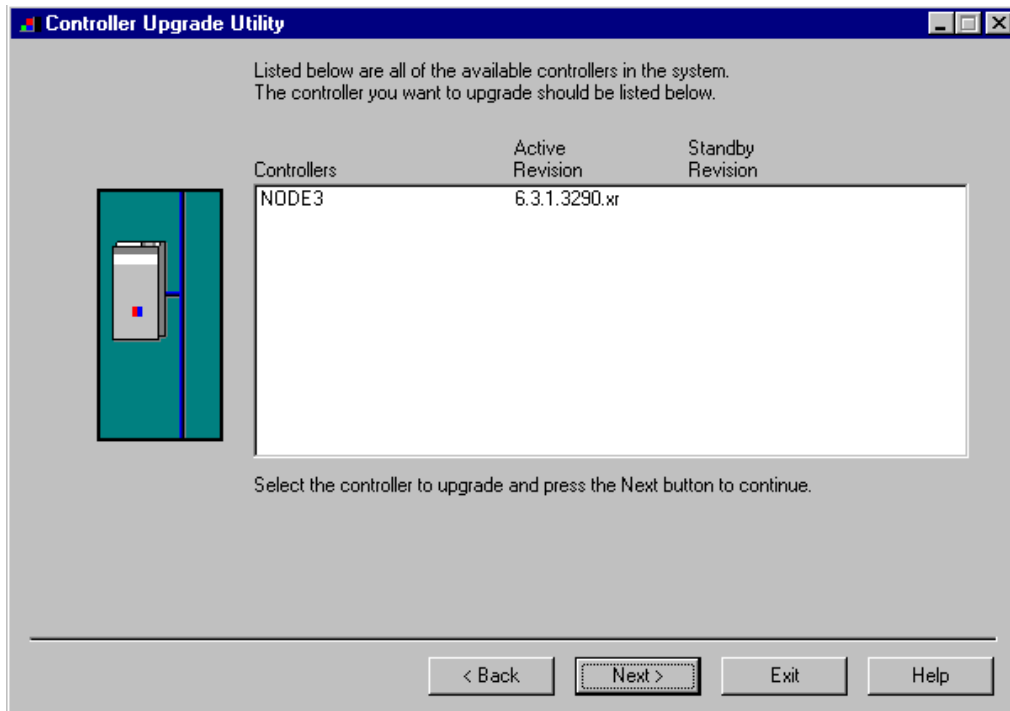 Controller Upgrade Utility
Listed below are all of the available controllers in the system.
The controller you want to upgrade should be listed below.
Controllers Active Revision Standby Revision
NODE3 6.3.1.3290.xr
Select the controller to upgrade and press the Next button to continue.
< Back Next > Exit Help